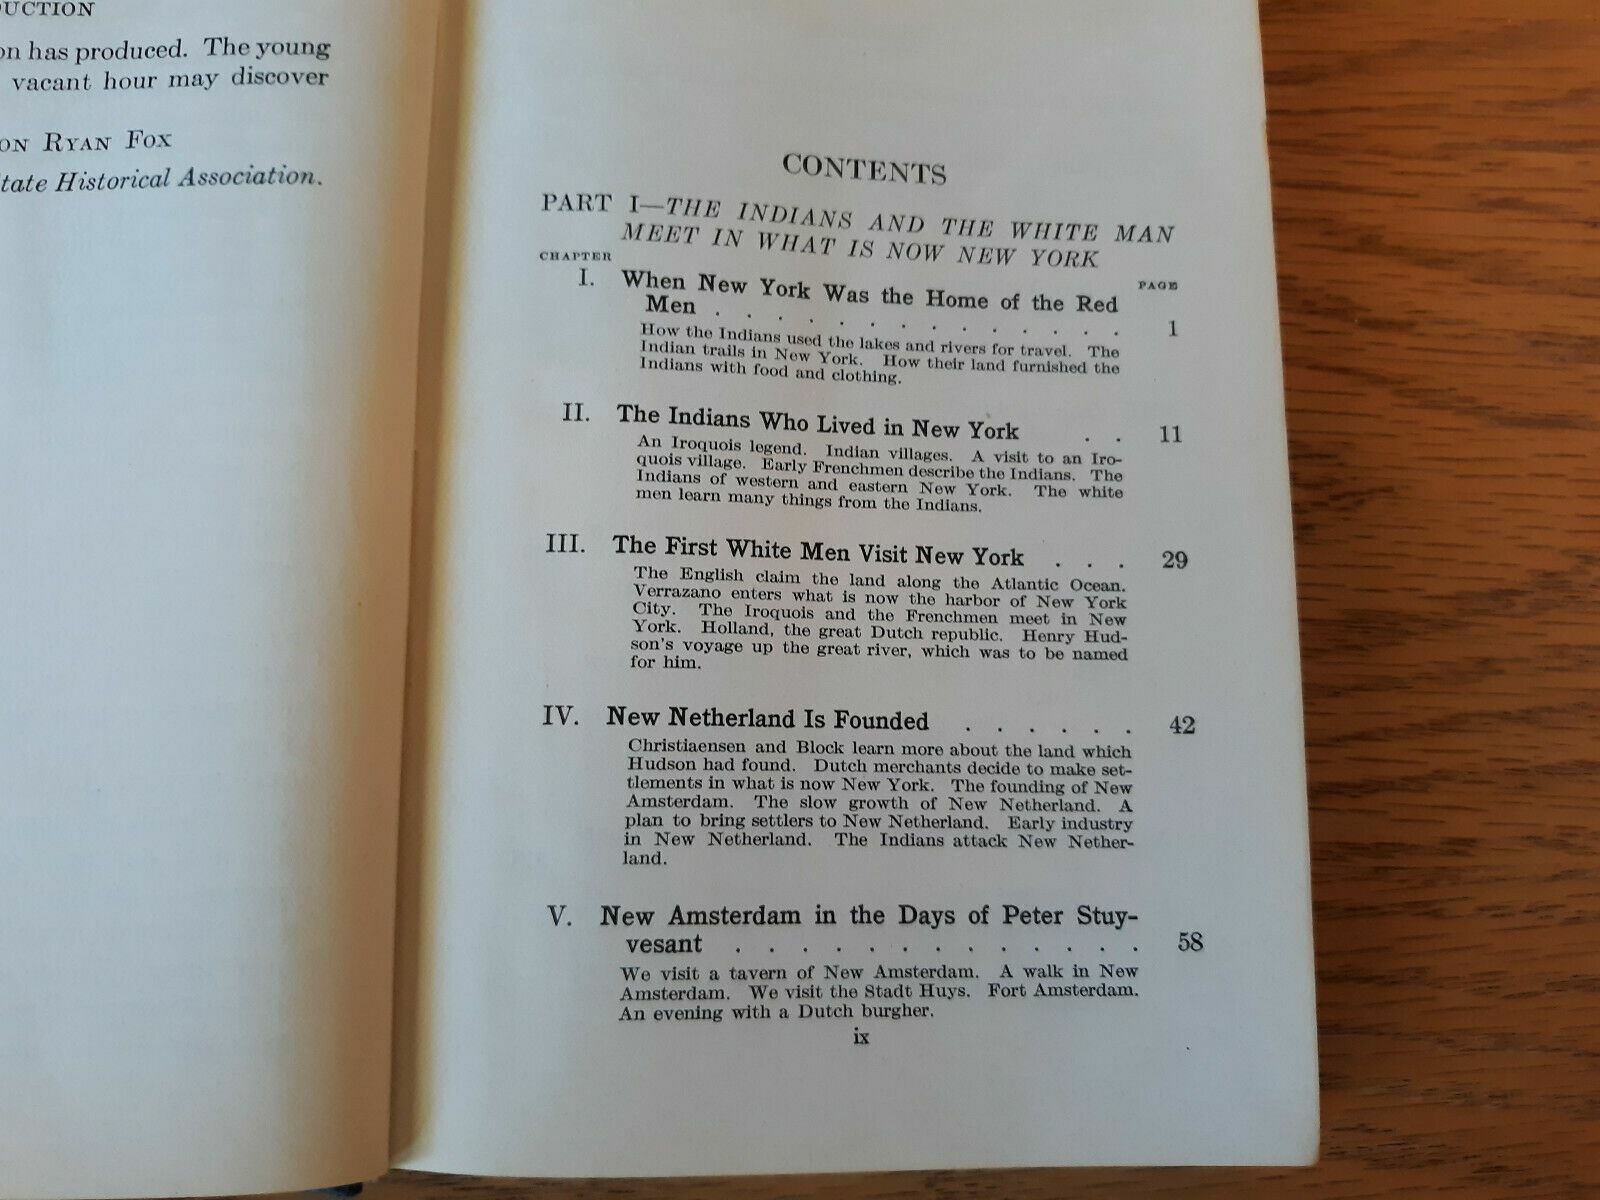 UCTION
on has produced. The young
vacant hour may discover
ON RYAN FOX
tate Historical Association.
CONTENTS
PART I—THE INDIANS AND THE WHITE MAN
MEET IN WHAT IS NOW NEW YORK
CHAPTER PAGE
I. When New York Was the Home of the Red
Men . . . . . . . . . . . . . . 1
How the Indians used the lakes and rivers for travel. The
Indian trails in New York. How their land furnished the
Indians with food and clothing.
II. The Indians Who Lived in New York . . 11
An Iroquois legend. Indian villages. A visit to an Iro-
quois village. Early Frenchmen describe the Indians. The
Indians of western and eastern New York. The white
men learn many things from the Indians.
III. The First White Men Visit New York . . . 29
The English claim the land along the Atlantic Ocean.
Verrazano enters what is now the harbor of New York
City. The Iroquois and the Frenchmen meet in New
York. Holland, the great Dutch republic. Henry Hud-
son's voyage up the great river, which was to be named
for him.
IV. New Netherland Is Founded . . . . . . 42
Christiaensen and Block learn more about the land which
Hudson had found. Dutch merchants decide to make set-
tlements in what is now New York. The founding of New
Amsterdam. The slow growth of New Netherland. A
plan to bring settlers to New Netherland. Early industry
in New Netherland. The Indians attack New Nether-
land.
V. New Amsterdam in the Days of Peter Stuy-
vesant . . . . . . . . . . . . . 58
We visit a tavern of New Amsterdam. A walk in New
Amsterdam. We visit the Stadt Huys. Fort Amsterdam.
An evening with a Dutch burgher.
ix